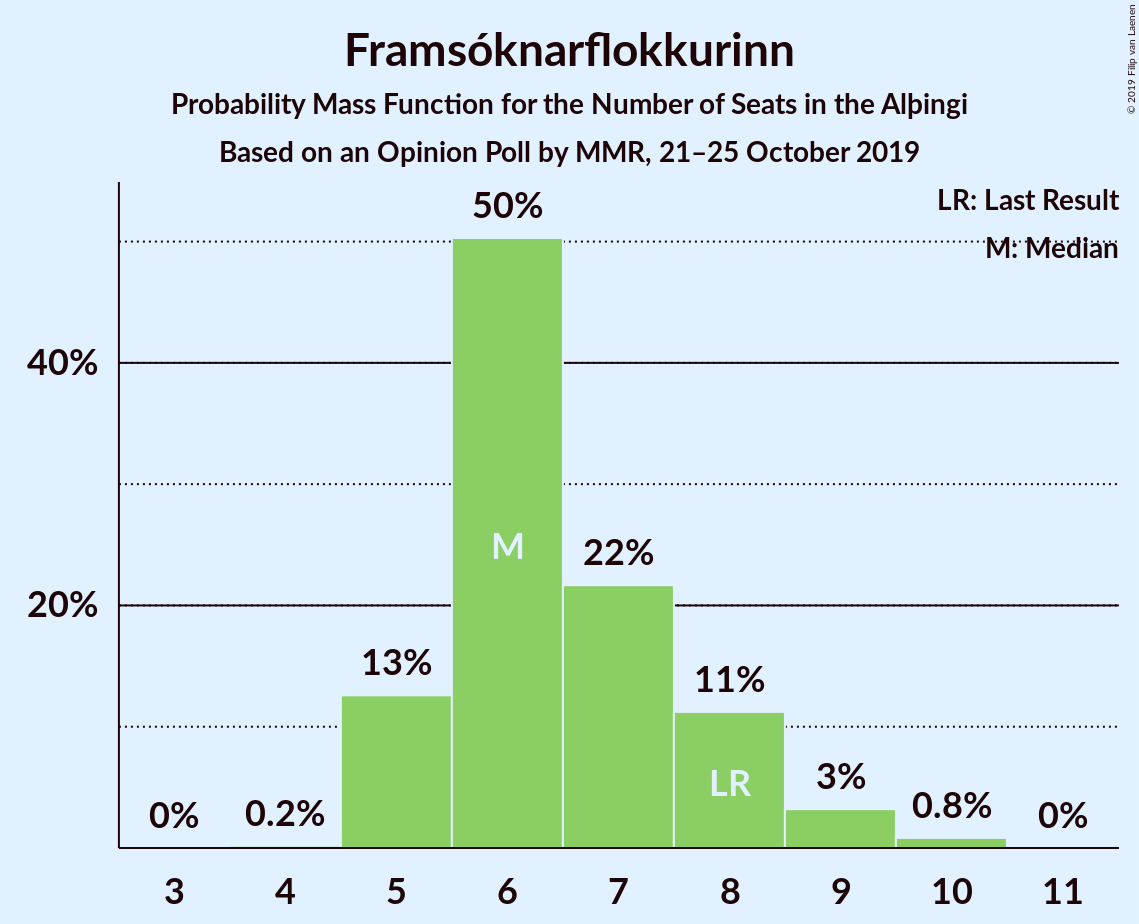 Framsóknarflokkurinn
Probability Mass Function for the Number of Seats in the Alþingi
Based on an Opinion Poll by MMR, 21–25 October 2019
© 2019 Filip van Laenen
LR: Last Result
M: Median
50%
40%
M
22%
20%
13%
11%
LR
3%
0%
0.2%
0.8%
0%
3 4 5 6 7 8 9 10 11